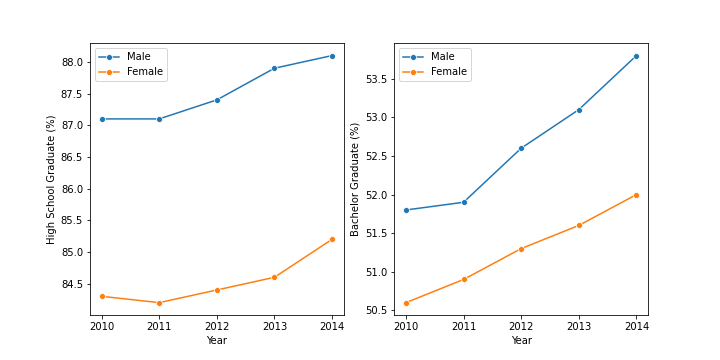 Male
Female
High School Graduate (%)
88.0
87.5
87.0
86.5
86.0
85.5
85.0
84.5
2010 2011 2012 2013 2014
Year
Male
Female
Bachelor Graduate (%)
53.5
53.0
52.5
52.0
51.5
51.0
50.5
2010 2011 2012 2013 2014
Year